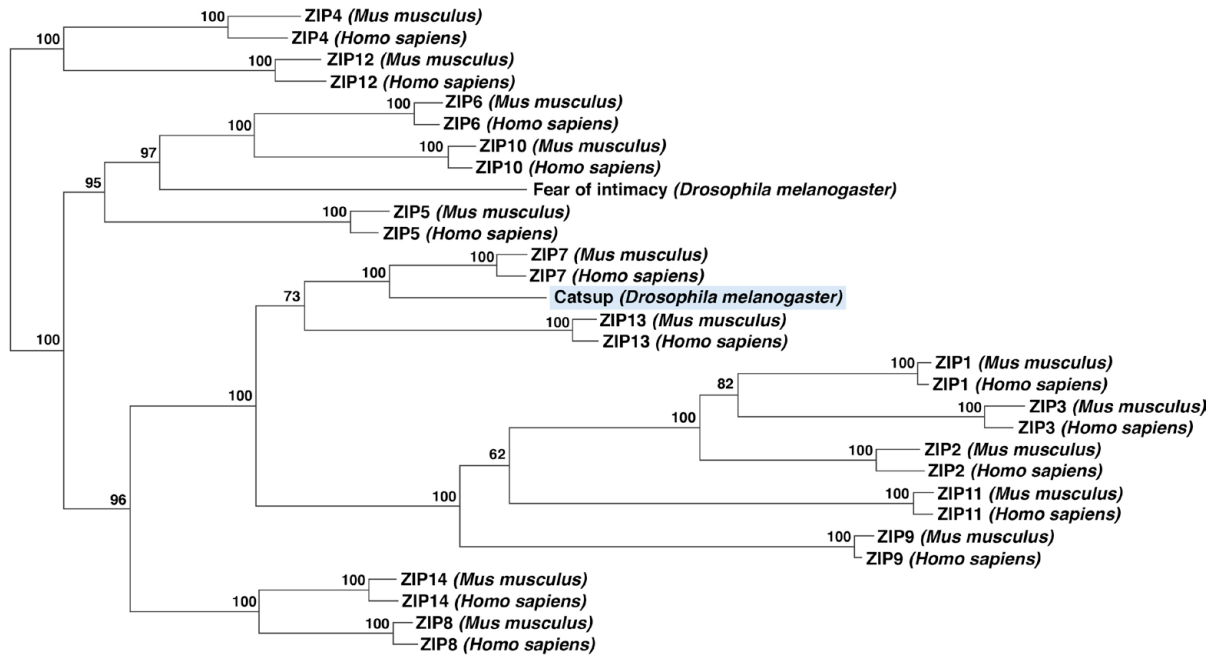 100 ZIP4 (Mus musculus)
100 ZIP4 (Homo sapiens)
ZIP12 (Mus musculus)
100 ZIP12 (Homo sapiens)
100 ZIP6 (Mus musculus)
100 ZIP6 (Homo sapiens)
97 100 ZIP10 (Mus musculus)
ZIP10 (Homo sapiens)
95 Fear of intimacy (Drosophila melanogaster)
100 ZIP5 (Mus musculus)
ZIP5 (Homo sapiens)
100 ZIP7 (Mus musculus)
100 ZIP7 (Homo sapiens)
73 Catsup (Drosophila melanogaster)
100 ZIP13 (Mus musculus)
100 ZIP13 (Homo sapiens)
100 ZIP1 (Mus musculus)
82 ZIP1 (Homo sapiens)
100 100 ZIP3 (Mus musculus)
100 ZIP3 (Homo sapiens)
100 ZIP2 (Mus musculus)
62 ZIP2 (Homo sapiens)
100 ZIP11 (Mus musculus)
96 100 ZIP11 (Homo sapiens)
100 ZIP9 (Mus musculus)
ZIP9 (Homo sapiens)
100 ZIP14 (Mus musculus)
100 ZIP14 (Homo sapiens)
100 ZIP8 (Mus musculus)
ZIP8 (Homo sapiens)